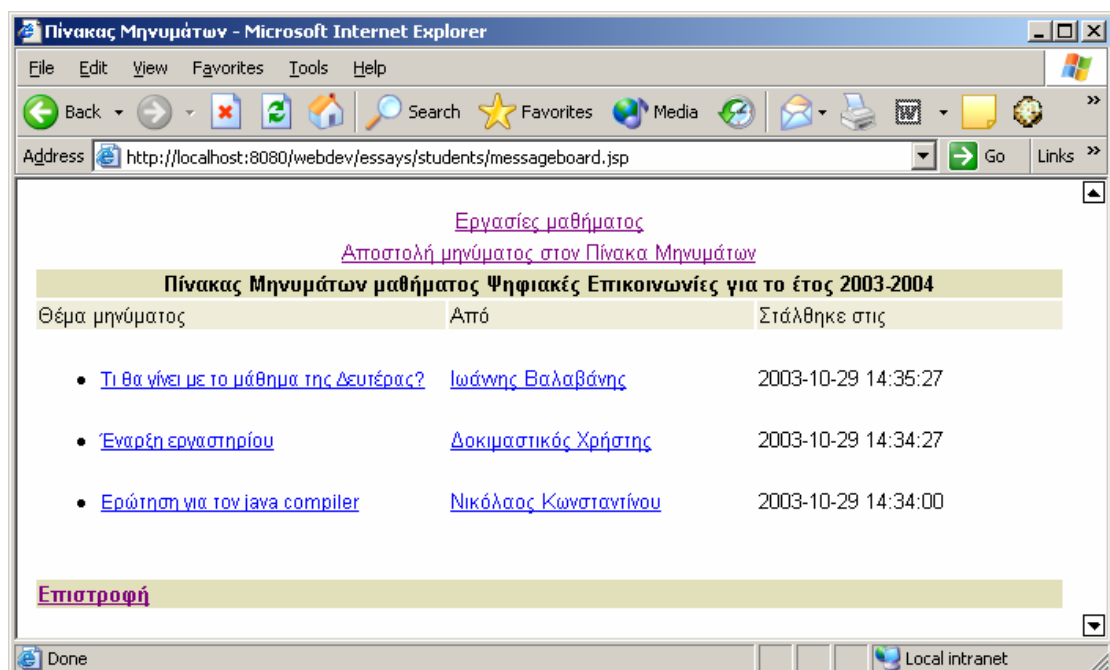 Πίνακας Μηνυμάτων - Microsoft Internet Explorer
File Edit View Favorites Tools Help
Back Search Favorites Media »
Address http://localhost:8080/webdev/essays/students/messageboard.jsp Go Links »
Εργασίες μαθήματος
Αποστολή μηνύματος στον Πίνακα Μηνυμάτων
Πίνακας Μηνυμάτων μαθήματος Ψηφιακές Επικοινωνίες για το έτος 2003-2004
Θέμα μηνύματος Από Στάλθηκε στις
• Τι θα γίνει με το μάθημα της Δευτέρας? Ιωάννης Βαλαβάνης 2003-10-29 14:35:27
• Έναρξη εργαστηρίου Δοκιμαστικός Χρήστης 2003-10-29 14:34:27
• Ερώτηση για τον java compiler Νικόλαος Κωνσταντίνου 2003-10-29 14:34:00
Επιστροφή
Done Local intranet